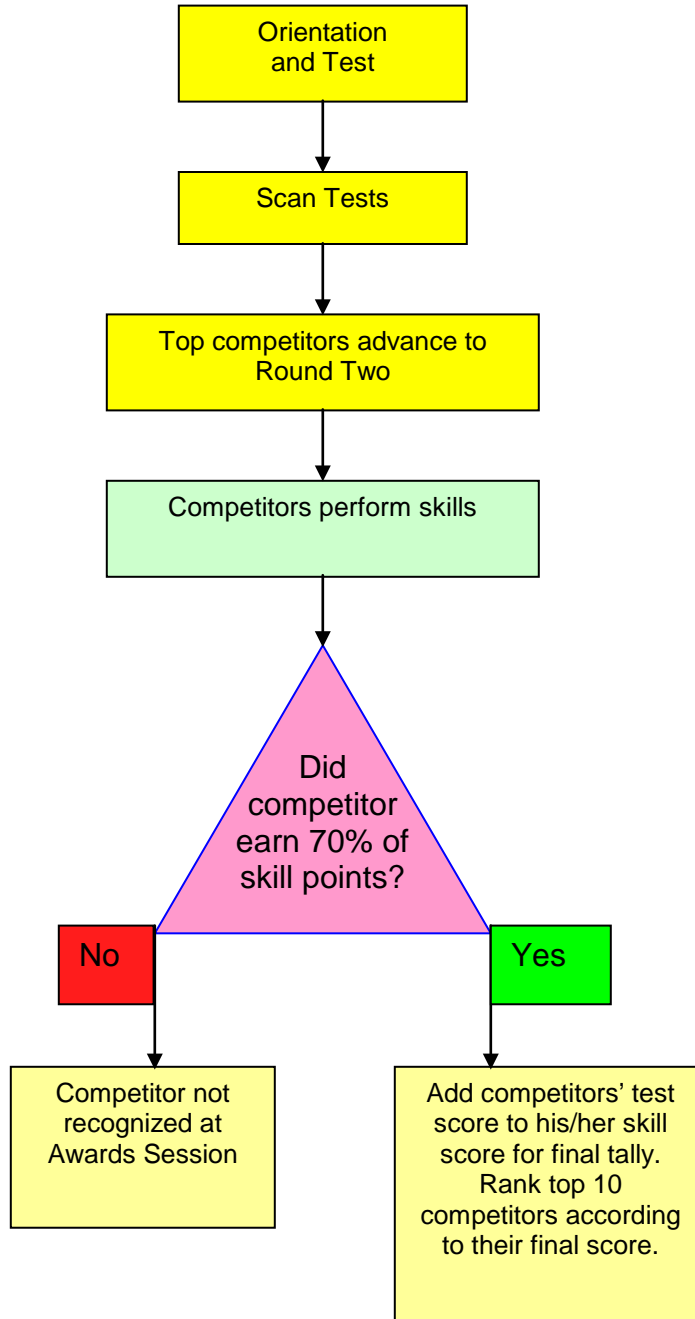 Orientation
and Test
Scan Tests
Top competitors advance to
Round Two
Competitors perform skills
Did
competitor
earn 70% of
skill points?
No
Yes
Competitor not
recognized at
Awards Session
Add competitors’ test
score to his/her skill
score for final tally.
Rank top 10
competitors according
to their final score.